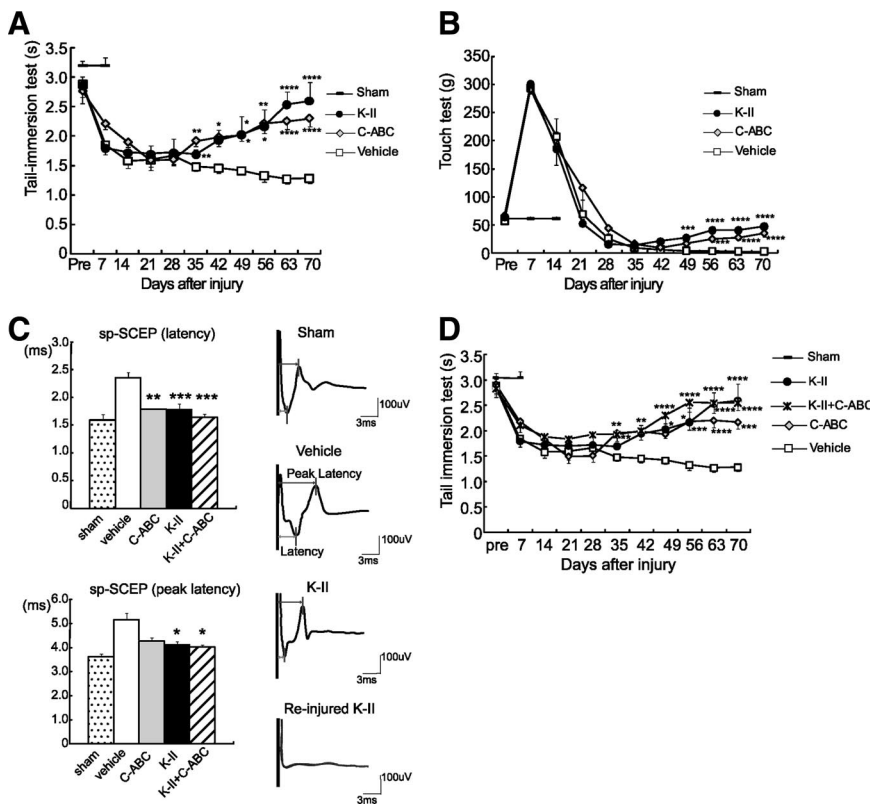 A
Tail-immersion test (s)
3.5
3.0
2.5
2.0
1.5
1.0
0.5
0
Pre 7 14 21 28 35 42 49 56 63 70
Days after injury
** * * ** **** ****
** * * **** ****
Sham
K-II
C-ABC
Vehicle
B
Touch test (g)
350
300
250
200
150
100
50
0
Pre 7 14 21 28 35 42 49 56 63 70
Days after injury
*** **** **** ****
*** **** ****
Sham
K-II
C-ABC
Vehicle
C
sp-SCEP (latency)
(ms)
3.0
2.5
2.0
1.5
1.0
0.5
0
** *** ***
sham vehicle C-ABC K-II K-II+C-ABC
sp-SCEP (peak latency)
(ms)
6.0
5.0
4.0
3.0
2.0
1.0
0
* *
sham vehicle C-ABC K-II K-II+C-ABC
Sham
100uV
3ms
Vehicle
Peak Latency
Latency
100uV
3ms
K-II
100uV
3ms
Re-injured K-II
100uV
3ms
D
Tail immersion test (s)
3.5
3.0
2.5
2.0
1.5
1.0
0.5
0
pre 7 14 21 28 35 42 49 56 63 70
Days after injury
** ** **** **** **** ****
*** * * *** **** **** ***
Sham
K-II
K-II+C-ABC
C-ABC
Vehicle